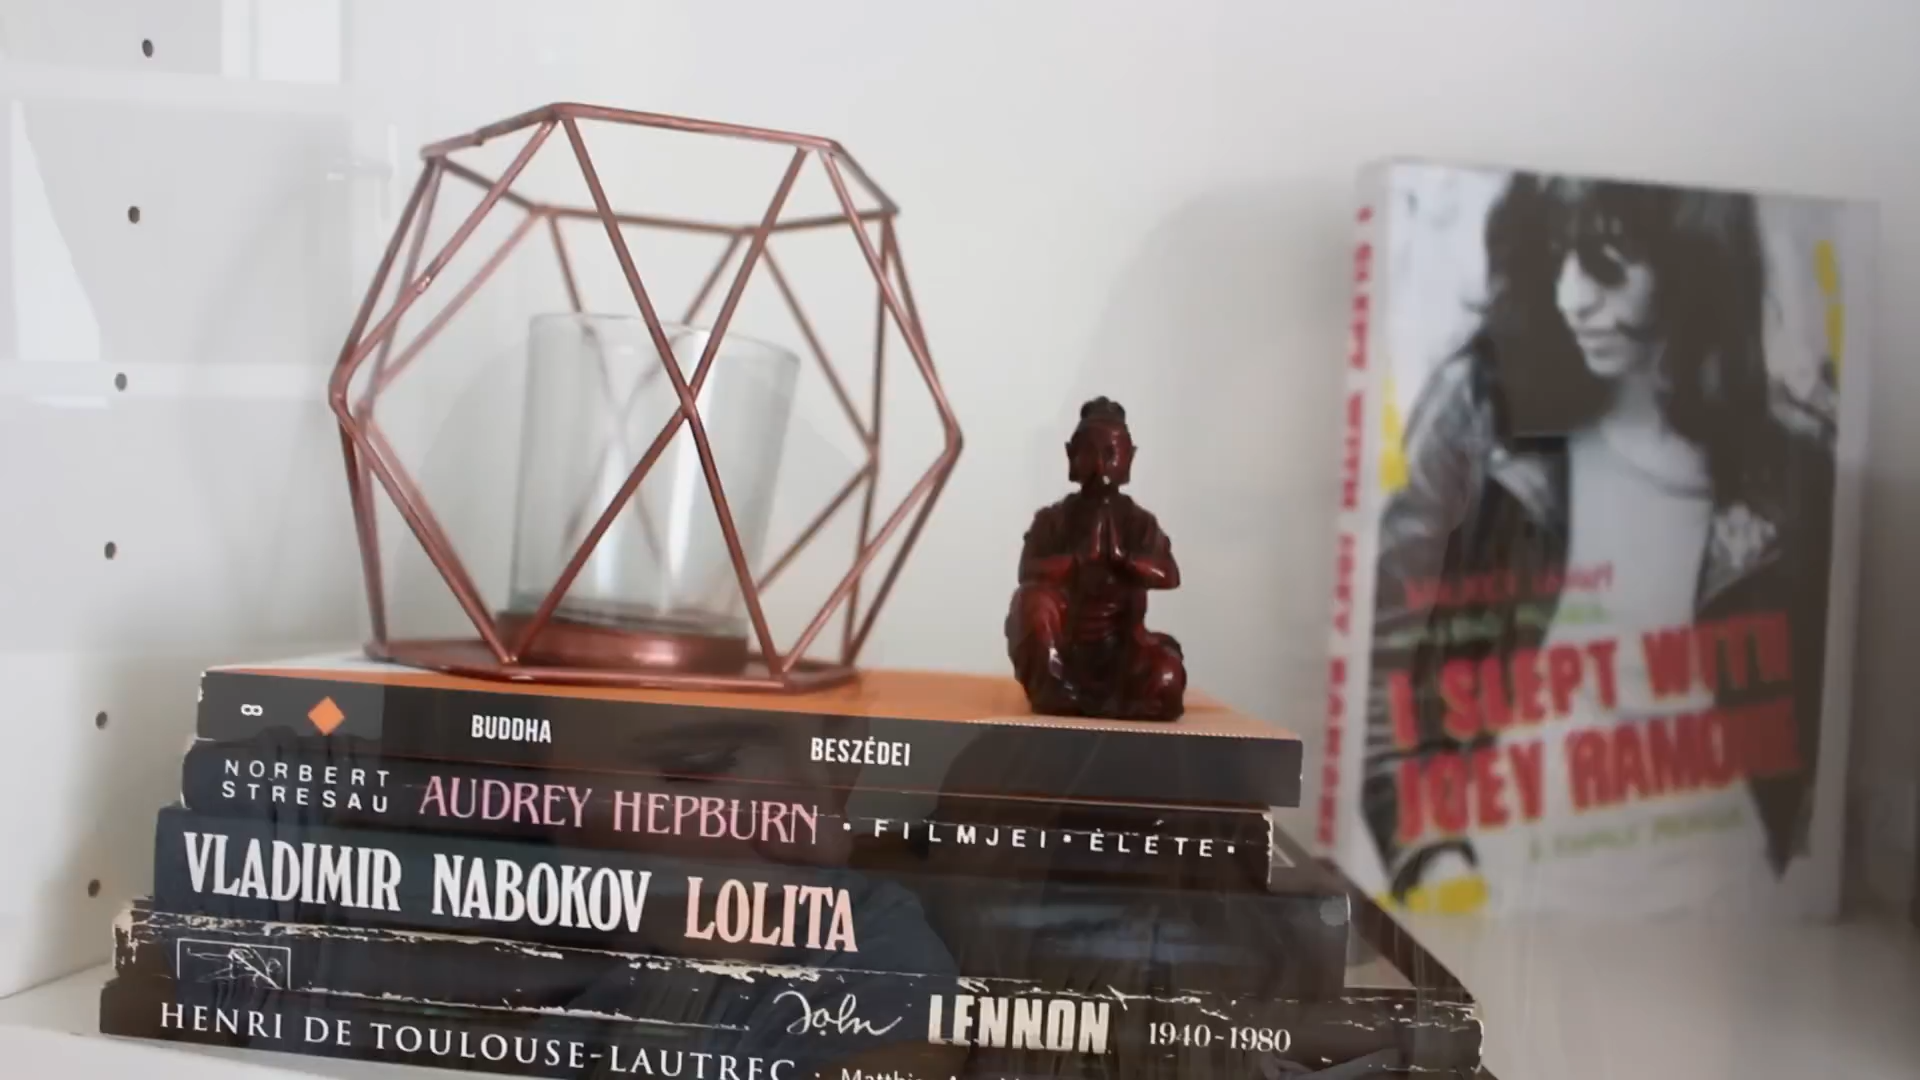 8
BUDDHA BESZÉDEI
NORBERT
STRESAU
AUDREY HEPBURN • FILMJEI • ÉLETE •
VLADIMIR NABOKOV LOLITA
John LENNON 1940-1980
HENRI DE TOULOUSE-LAUTREC
I SLEPT WITH
JOEY RAMONE